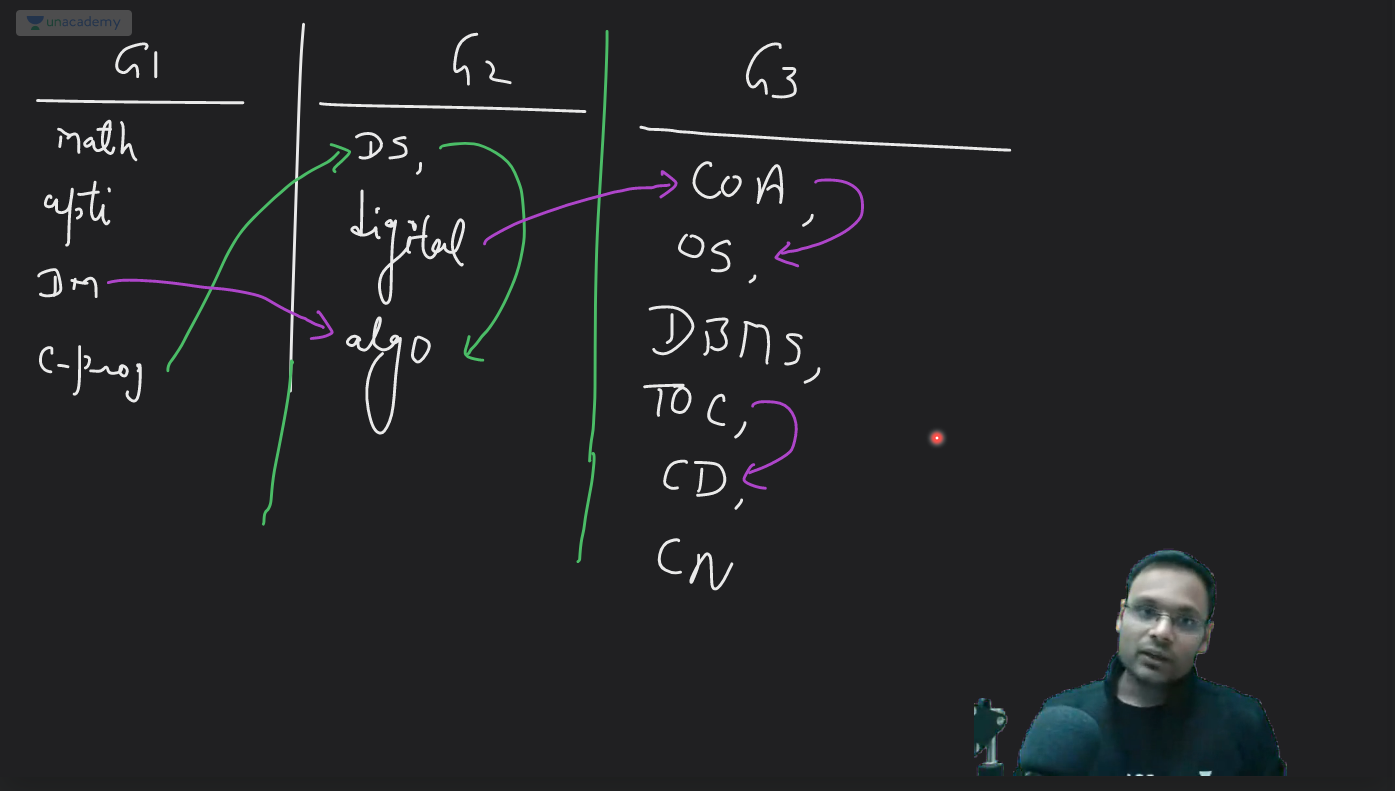 unacademy
G1
math
apti
DM
C-prog
G2
DS,
digital
algo
G3
COA,
OS,
DBMS,
TOC,
CD,
CN